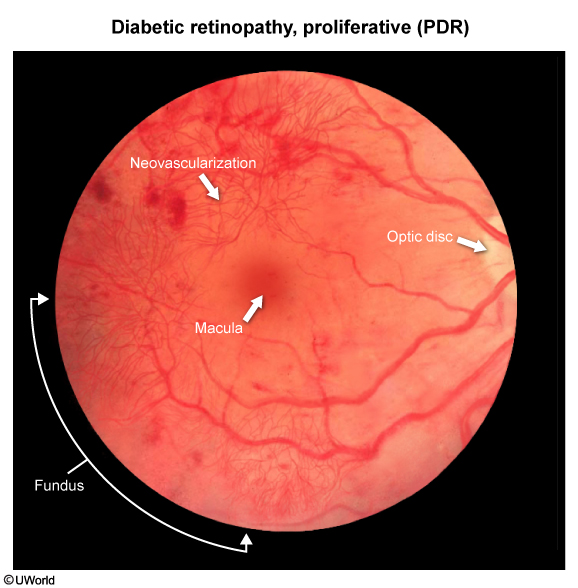 Diabetic retinopathy, proliferative (PDR)
Neovascularization
Optic disc
Macula
Fundus
© UWorld